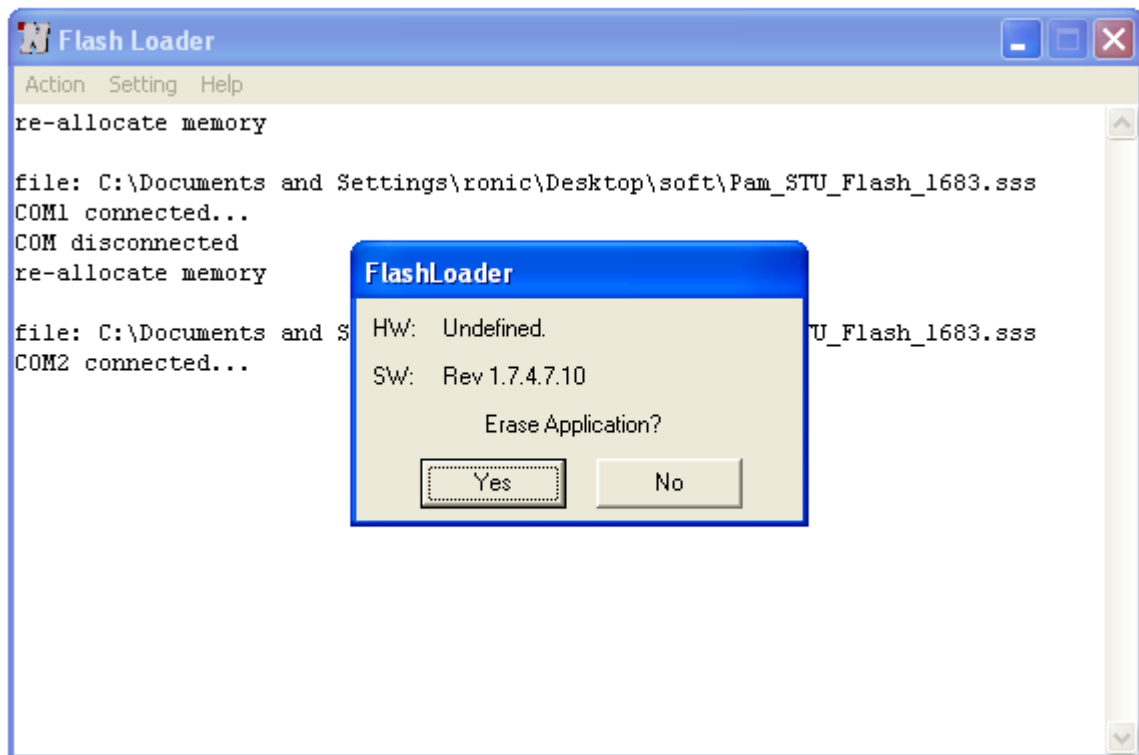 Flash Loader
Action Setting Help
re-allocate memory
file: C:\Documents and Settings\ronic\Desktop\soft\Pam_STU_Flash_1683.sss
COM1 connected...
COM disconnected
re-allocate memory
file: C:\Documents and S
U_Flash_1683.sss
COM2 connected...
FlashLoader
HW: Undefined.
SW: Rev 1.7.4.7.10
Erase Application?
Yes No